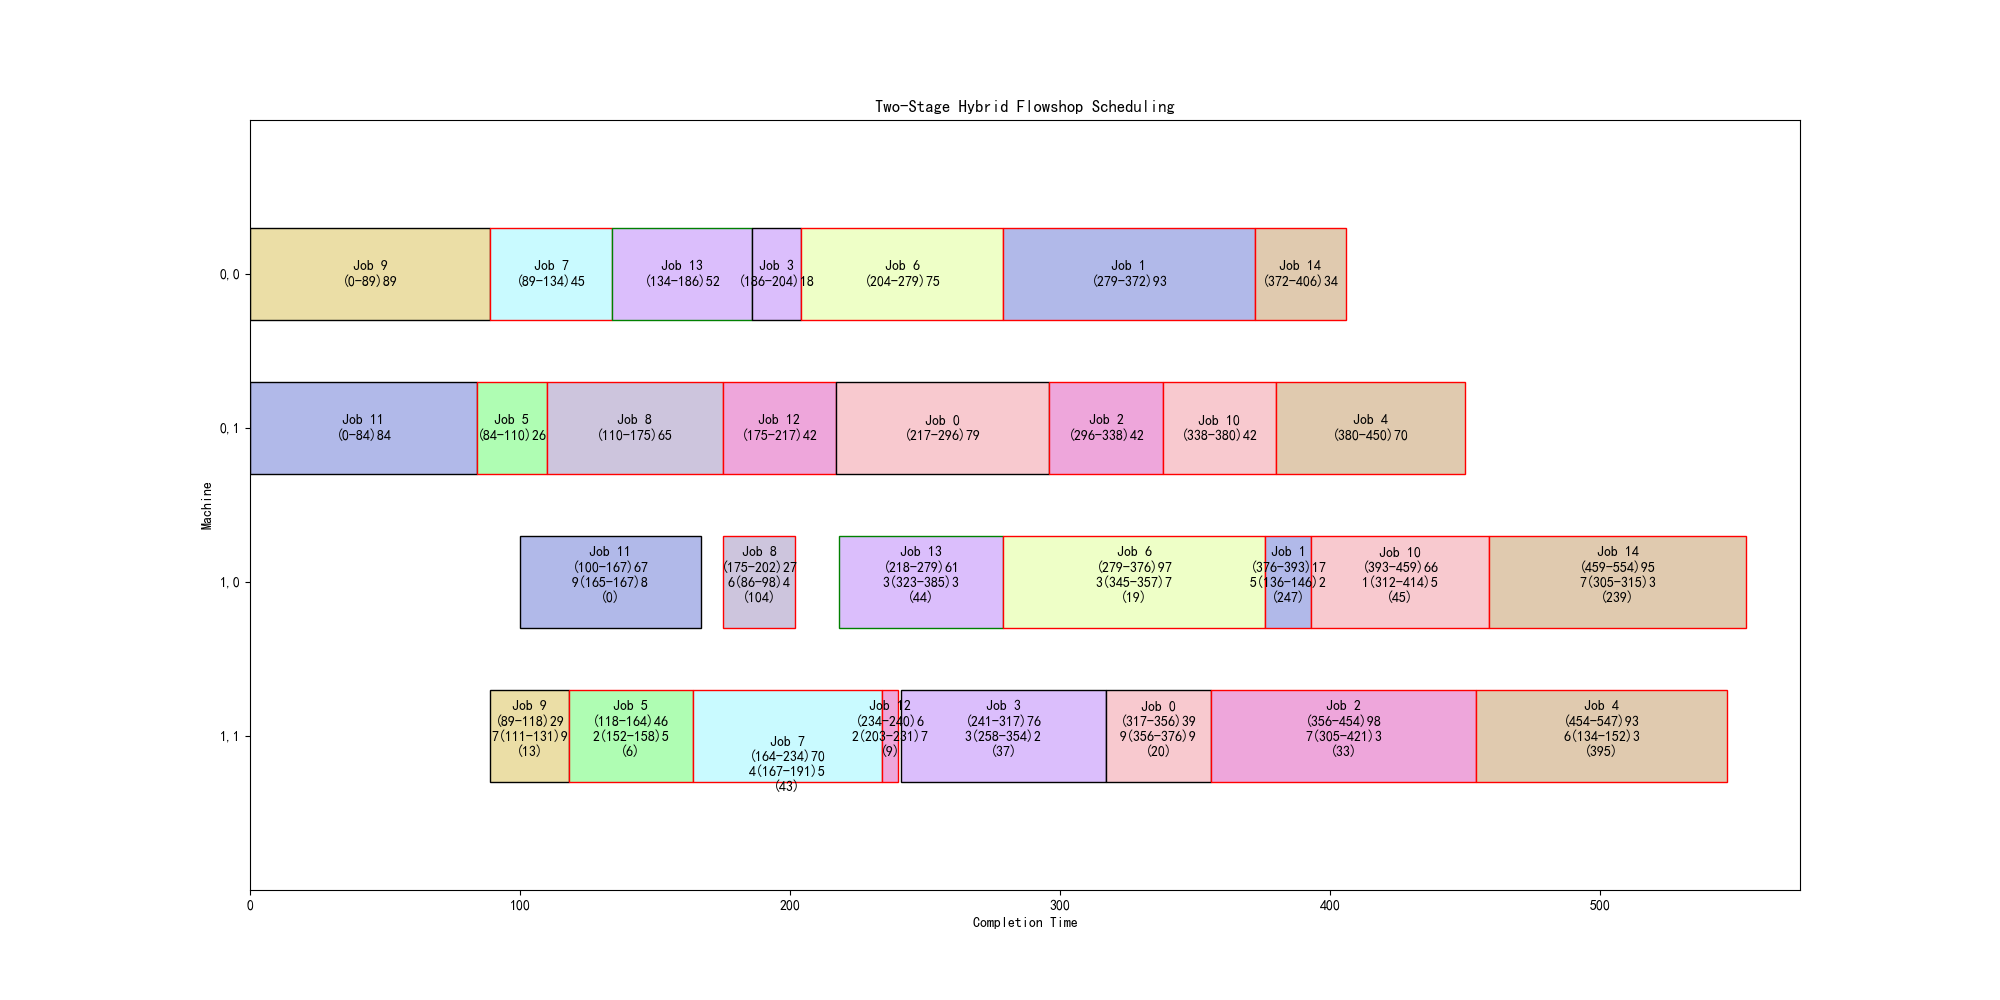 Two-Stage Hybrid Flowshop Scheduling
0,0
Job 9
(0-89)89
Job 7
(89-134)45
Job 13
(134-186)52
Job 3
(186-204)18
Job 6
(204-279)75
Job 1
(279-372)93
Job 14
(372-406)34
0,1
Job 11
(0-84)84
Job 5
(84-110)26
Job 8
(110-175)65
Job 12
(175-217)42
Job 0
(217-296)79
Job 2
(296-338)42
Job 10
(338-380)42
Job 4
(380-450)70
Machine
1,0
Job 11
(100-167)67
9(165-167)8
(0)
Job 8
(175-202)27
6(86-98)4
(104)
Job 13
(218-279)61
3(323-385)3
(44)
Job 6
(279-376)97
3(345-357)7
(19)
Job 1
(376-393)17
5(136-146)2
(247)
Job 10
(393-459)66
1(312-414)5
(45)
Job 14
(459-554)95
7(305-315)3
(239)
1,1
Job 9
(89-118)29
7(111-131)9
(13)
Job 5
(118-164)46
2(152-158)5
(6)
Job 7
(164-234)70
4(167-191)5
(43)
Job 12
(234-240)6
2(203-231)7
(9)
Job 3
(241-317)76
3(258-354)2
(37)
Job 0
(317-356)39
9(356-376)9
(20)
Job 2
(356-454)98
7(305-421)3
(33)
Job 4
(454-547)93
6(134-152)3
(395)
0
100
200
300
400
500
Completion Time